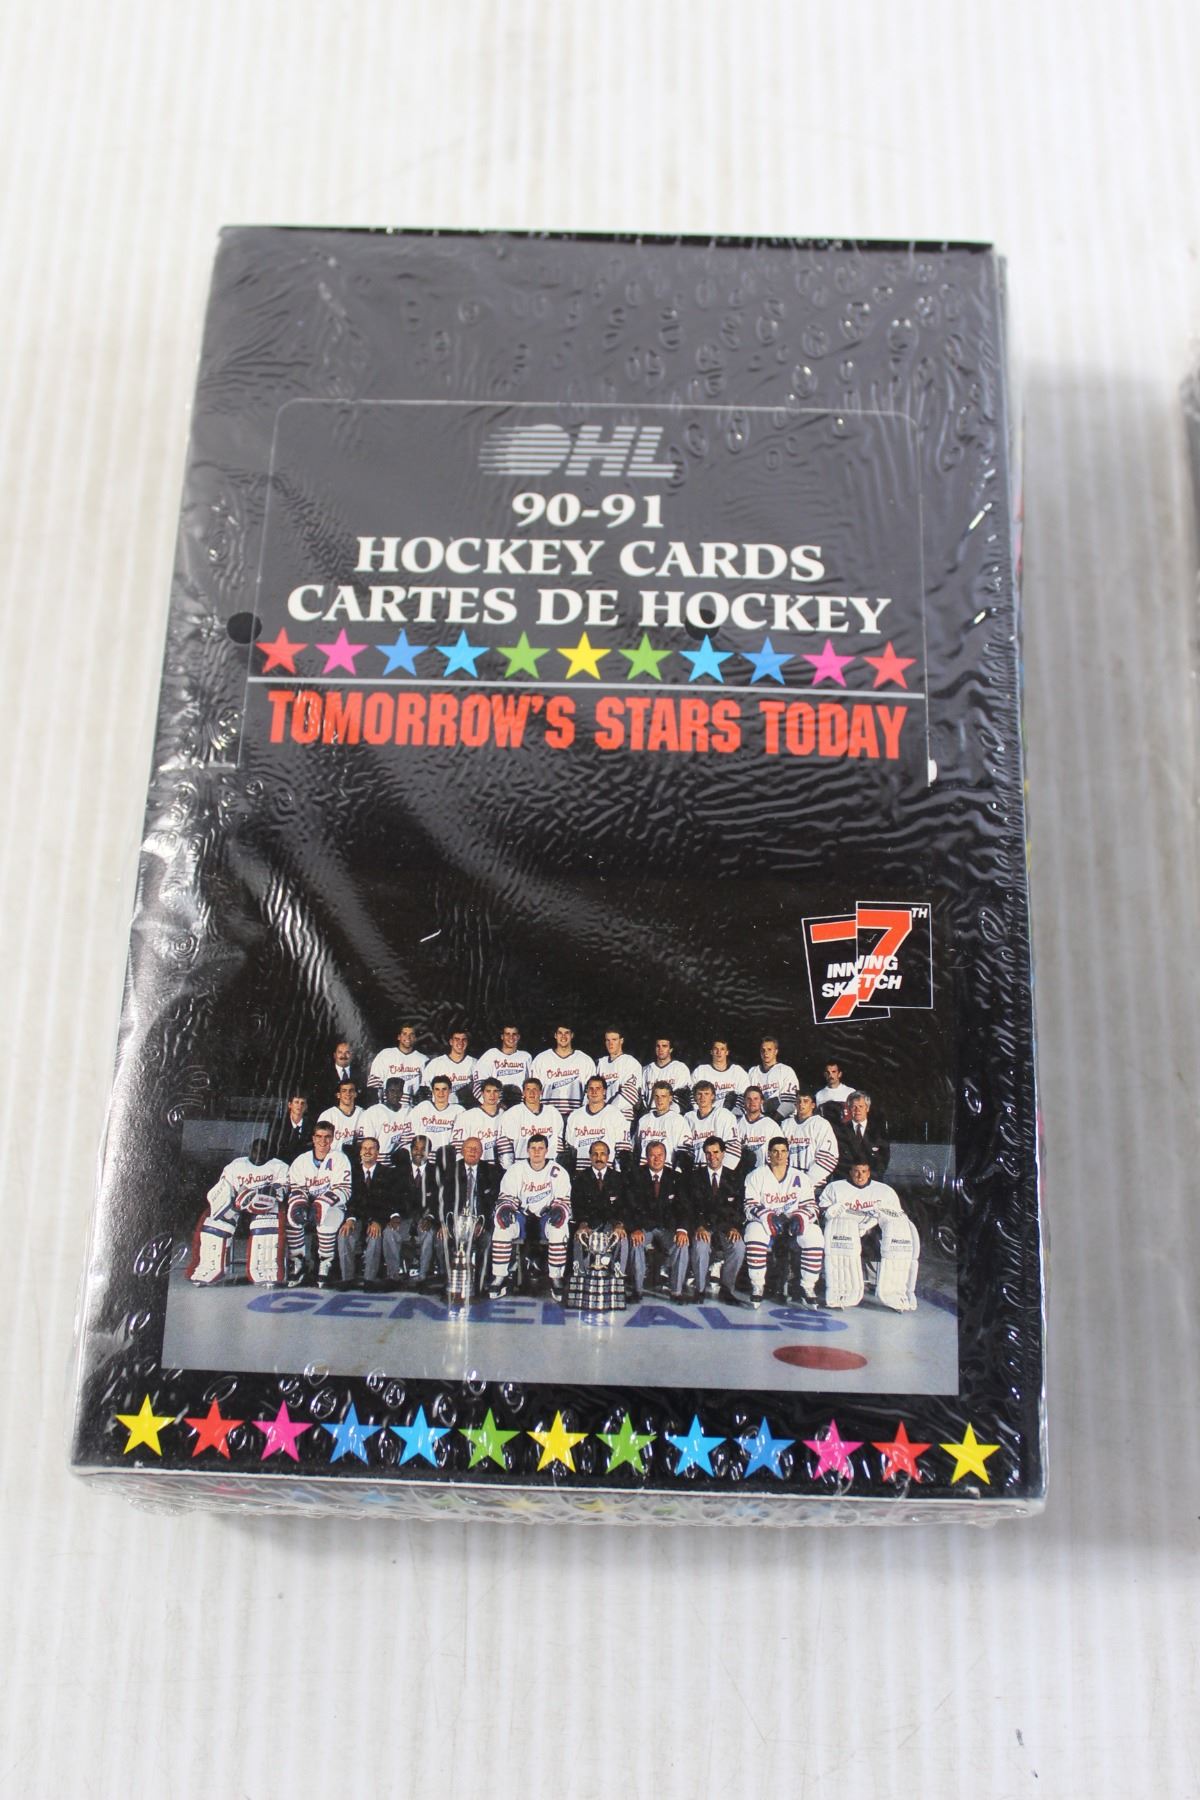 OHL
90-91
HOCKEY CARDS
CARTES DE HOCKEY
TOMORROW'S STARS TODAY
7TH
INNING
SKETCH
GENERALS